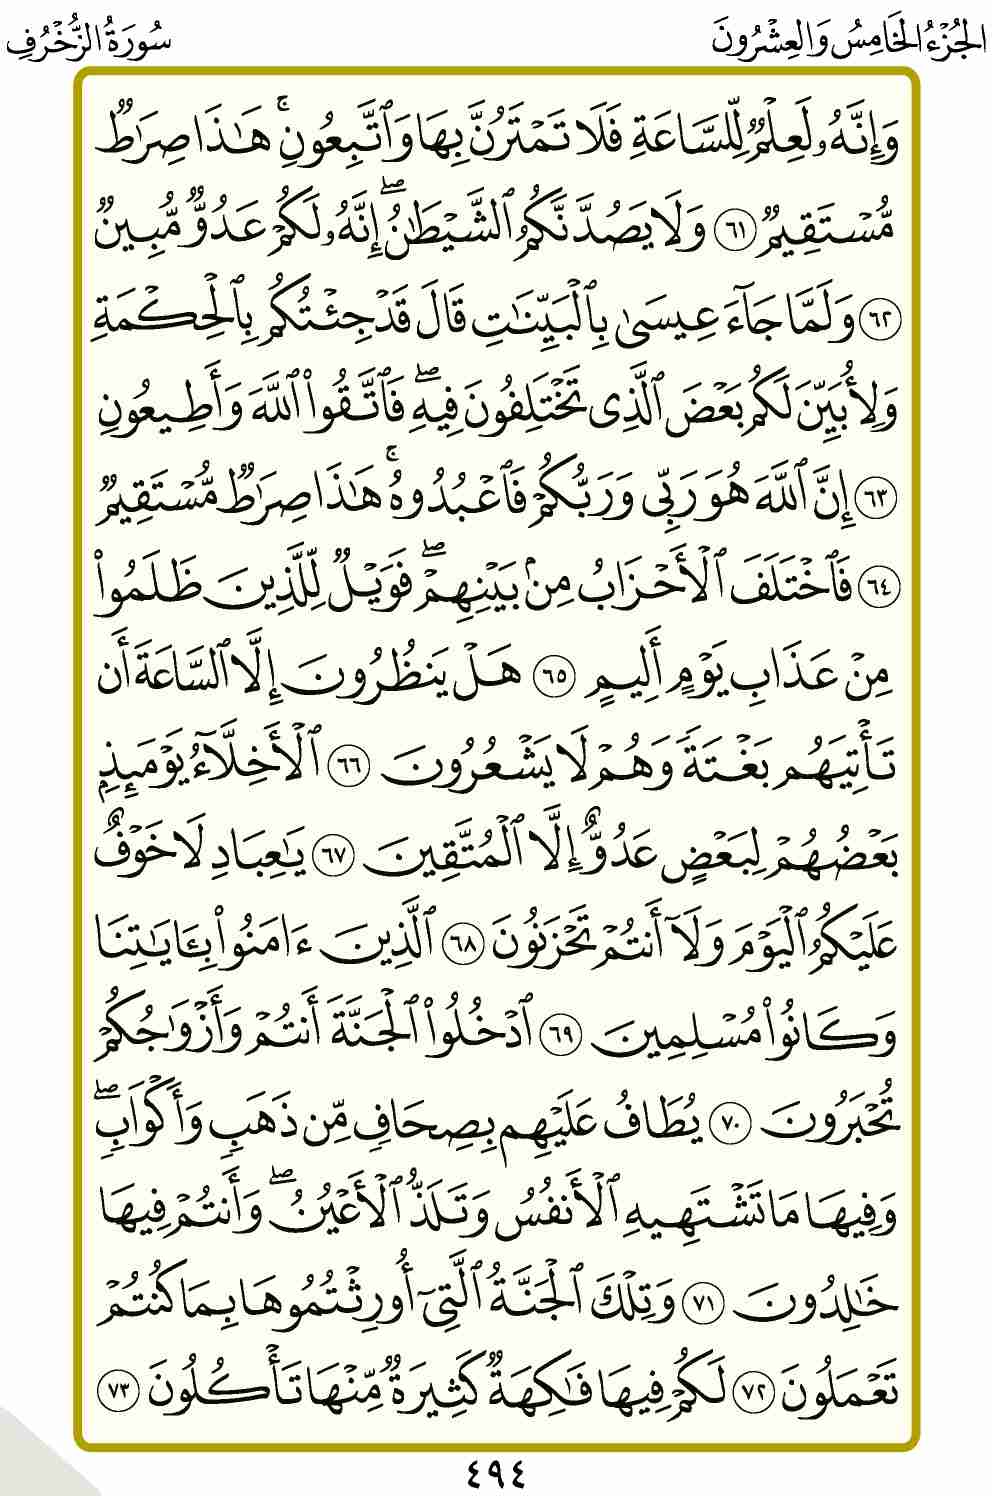 الجُزْءُ الخَامِسُ وَالعِشْرُونَ
سُورَةُ الزُّخْرُفِ
وَإِنَّهُۥ لَعِلْمٌ لِّلسَّاعَةِ فَلَا تَمْتَرُنَّ بِهَا وَٱتَّبِعُونِ ۚ هَـٰذَا صِرَٰطٌ
مُّسْتَقِيمٌ ٦١ وَلَا يَصُدَّنَّكُمُ ٱلشَّيْطَـٰنُ ۖ إِنَّهُۥ لَكُمْ عَدُوٌّ مُّبِينٌ
٦٢ وَلَمَّا جَآءَ عِيسَىٰ بِٱلْبَيِّنَـٰتِ قَالَ قَدْ جِئْتُكُم بِٱلْحِكْمَةِ
وَلِأُبَيِّنَ لَكُم بَعْضَ ٱلَّذِى تَخْتَلِفُونَ فِيهِ ۖ فَٱتَّقُوا۟ ٱللَّهَ وَأَطِيعُونِ
٦٣ إِنَّ ٱللَّهَ هُوَ رَبِّى وَرَبُّكُمْ فَٱعْبُدُوهُ ۚ هَـٰذَا صِرَٰطٌ مُّسْتَقِيمٌ
٦٤ فَٱخْتَلَفَ ٱلْأَحْزَابُ مِنۢ بَيْنِهِمْ ۖ فَوَيْلٌ لِّلَّذِينَ ظَلَمُوا۟
مِنْ عَذَابِ يَوْمٍ أَلِيمٍ ٦٥ هَلْ يَنظُرُونَ إِلَّا ٱلسَّاعَةَ أَن
تَأْتِيَهُم بَغْتَةً وَهُمْ لَا يَشْعُرُونَ ٦٦ ٱلْأَخِلَّآءُ يَوْمَئِذٍۭ
بَعْضُهُمْ لِبَعْضٍ عَدُوٌّ إِلَّا ٱلْمُتَّقِينَ ٦٧ يَـٰعِبَادِ لَا خَوْفٌ
عَلَيْكُمُ ٱلْيَوْمَ وَلَآ أَنتُمْ تَحْزَنُونَ ٦٨ ٱلَّذِينَ ءَامَنُوا۟ بِـَٔايَـٰتِنَا
وَكَانُوا۟ مُسْلِمِينَ ٦٩ ٱدْخُلُوا۟ ٱلْجَنَّةَ أَنتُمْ وَأَزْوَٰجُكُمْ
تُحْبَرُونَ ٧٠ يُطَافُ عَلَيْهِم بِصِحَافٍ مِّن ذَهَبٍ وَأَكْوَابٍ ۖ
وَفِيهَا مَا تَشْتَهِيهِ ٱلْأَنفُسُ وَتَلَذُّ ٱلْأَعْيُنُ ۖ وَأَنتُمْ فِيهَا
خَـٰلِدُونَ ٧١ وَتِلْكَ ٱلْجَنَّةُ ٱلَّتِىٓ أُورِثْتُمُوهَا بِمَا كُنتُمْ
تَعْمَلُونَ ٧٢ لَكُمْ فِيهَا فَـٰكِهَةٌ كَثِيرَةٌ مِّنْهَا تَأْكُلُونَ ٧٣
٤٩٤